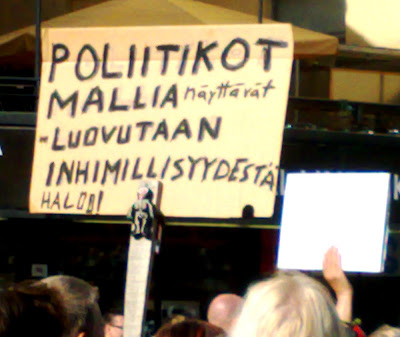 POLIITIKOT
MALLIA näyttävät
-LUOVUTAAN
INHIMILLISYYDESTÄ
HALOO!